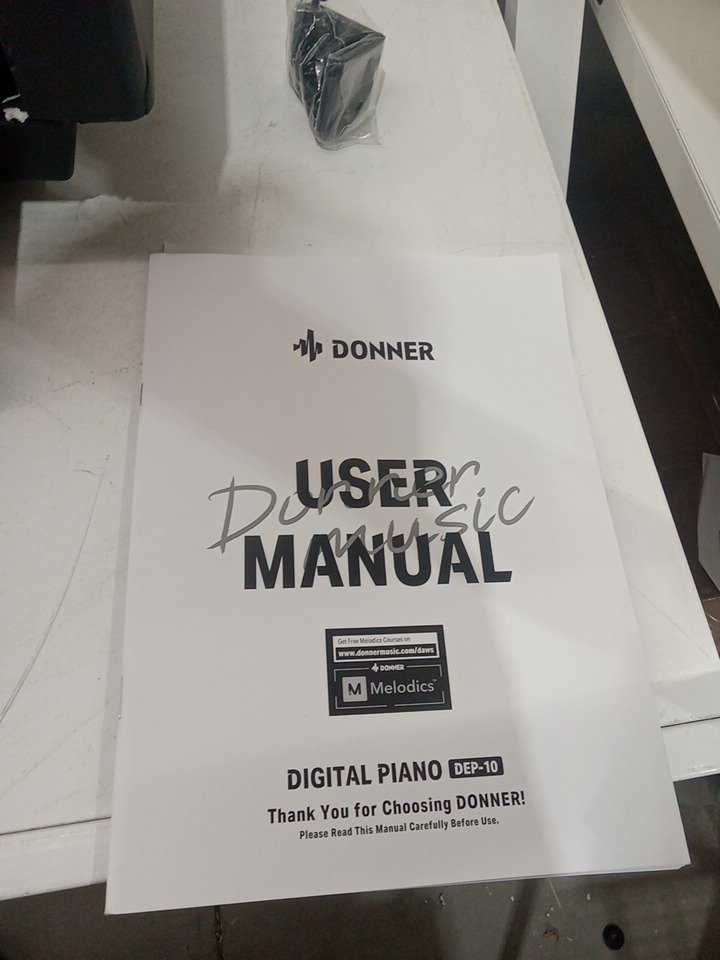 DONNER
USER
Donner
music
MANUAL
Get Free Melodics Courses on
www.donnermusic.com/daws
DONNER
M Melodics™
DIGITAL PIANO DEP-10
Thank You for Choosing DONNER!
Please Read This Manual Carefully Before Use.